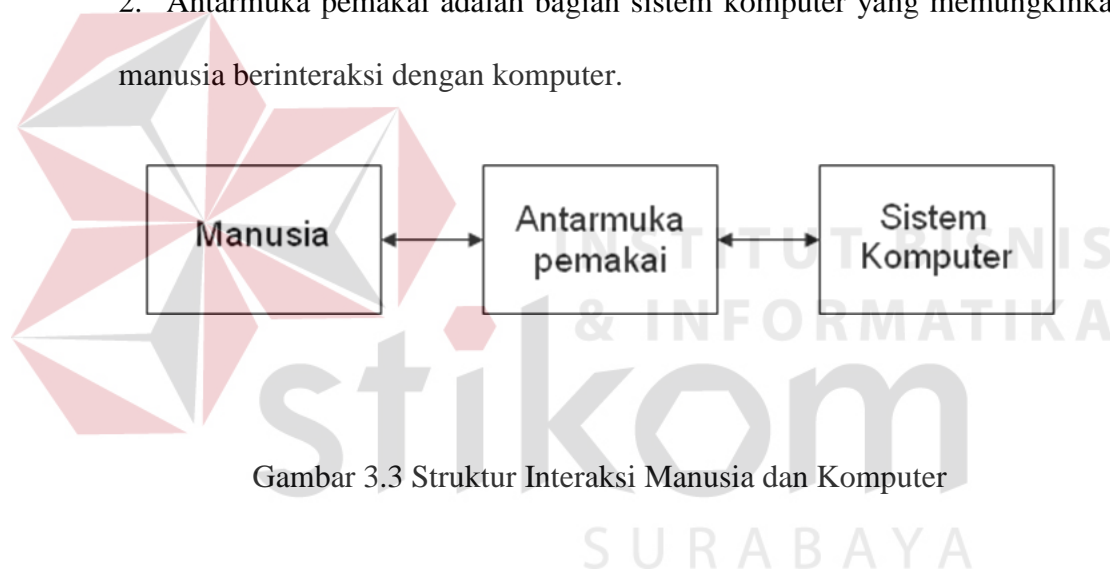 2. Antarmuka pemakai adalah bagian sistem komputer yang memungkinka
manusia berinteraksi dengan komputer.
Manusia
Antarmuka
pemakai
Sistem
Komputer
INSTITUT BISNIS
& INFORMATIKA
stikom
Gambar 3.3 Struktur Interaksi Manusia dan Komputer
SURABAYA